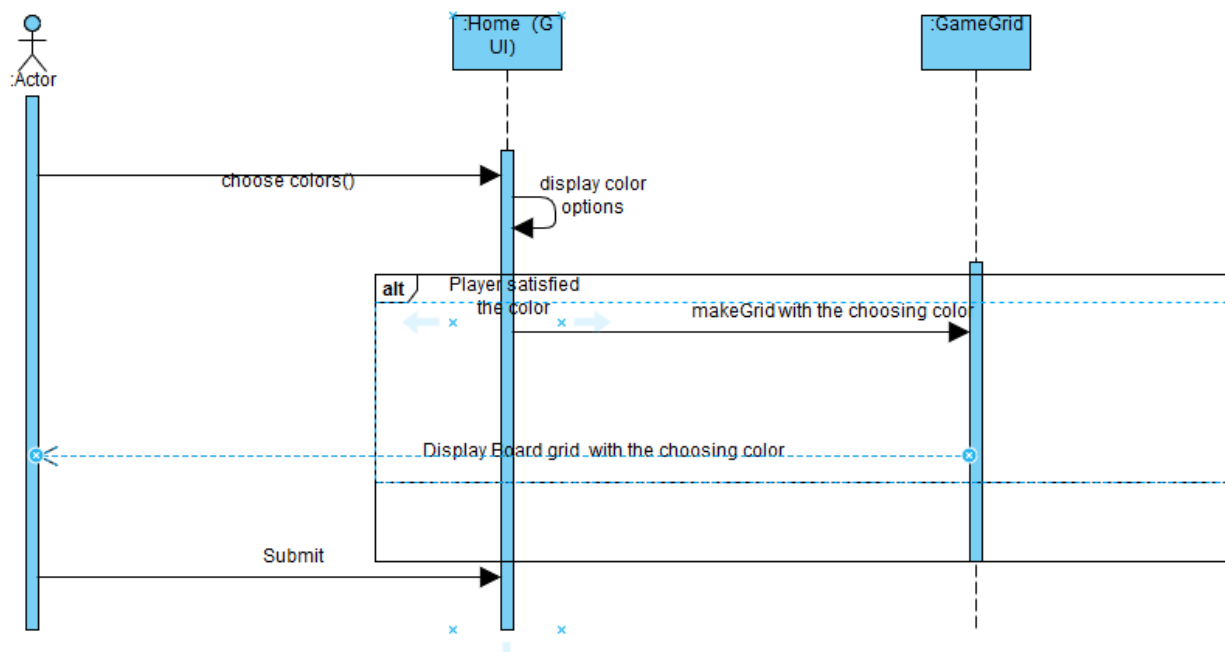 :Actor
:Home (G
UI)
:GameGrid
choose colors()
display color
options
alt
Player satisfied
the color
makeGrid with the choosing color
Display Board grid with the choosing color
Submit